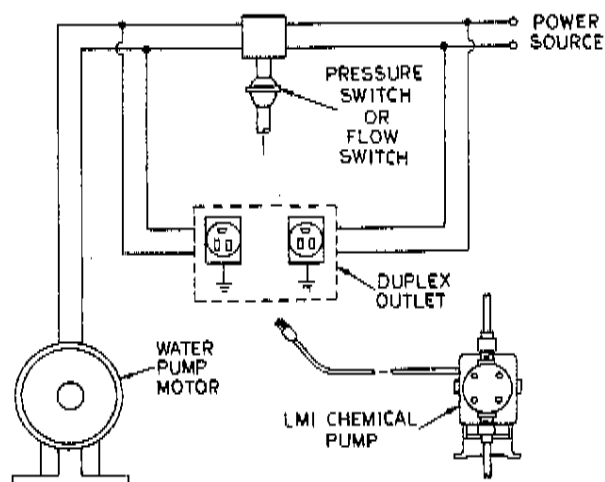 POWER
SOURCE
PRESSURE
SWITCH
OR
FLOW
SWITCH
DUPLEX
OUTLET
WATER
PUMP
MOTOR
LMI CHEMICAL
PUMP